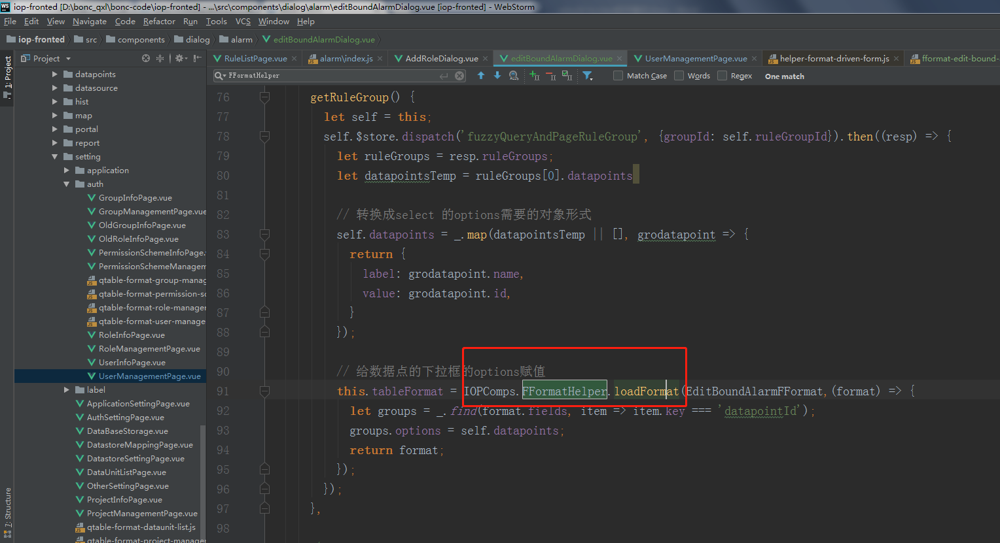 WS iop-fronted [D:\bonc_qxl\bonc-code\iop-fronted] - ...\src\components\dialog\alarm\editBoundAlarmDialog.vue [iop-fronted] - WebStorm
File Edit View Navigate Code Refactor Run Tools VCS Window Help
iop-fronted src components dialog alarm editBoundAlarmDialog.vue
1: Project
7: Structure
Project
datapoints
datasource
hist
map
portal
report
setting
application
auth
GroupInfoPage.vue
GroupManagementPage.vue
OldGroupInfoPage.vue
OldRoleInfoPage.vue
PermissionSchemeInfoPage.
PermissionSchemeManagem
qtable-format-group-mana
qtable-format-permission-s
qtable-format-role-manager
qtable-format-user-manage
RoleInfoPage.vue
RoleManagementPage.vue
UserInfoPage.vue
UserManagementPage.vue
label
ApplicationSettingPage.vue
AuthSettingPage.vue
DataBaseStorage.vue
DatastoreMappingPage.vue
DatastoreSettingPage.vue
DataUnitListPage.vue
OtherSettingPage.vue
ProjectInfoPage.vue
ProjectManagementPage.vue
qtable-format-dataunit-list.js
qtable-format-project-manager
RuleListPage.vue alarm\index.js AddRoleDialog.vue editBoundAlarmDialog.vue UserManagementPage.vue helper-format-driven-form.js fformat-edit-bound-
FFormatHelper Match Case Words Regex One match
76 getRuleGroup() {
77 let self = this;
78 self.$store.dispatch('fuzzyQueryAndPageRuleGroup', {groupId: self.ruleGroupId}).then((resp) => {
79 let ruleGroups = resp.ruleGroups;
80 let datapointsTemp = ruleGroups[0].datapoints
81
82 // 转换成select 的options需要的对象形式
83 self.datapoints = _.map(datapointsTemp || [], grodatapoint => {
84 return {
85 label: grodatapoint.name,
86 value: grodatapoint.id,
87 }
88 });
89
90 // 给数据点的下拉框的options赋值
91 this.tableFormat = IOPComps.FFormatHelper.loadFormat(EditBoundAlarmFFormat,(format) => {
92 let groups = _.find(format.fields, item => item.key === 'datapointId');
93 groups.options = self.datapoints;
94 return format;
95 });
96 });
97 },
98